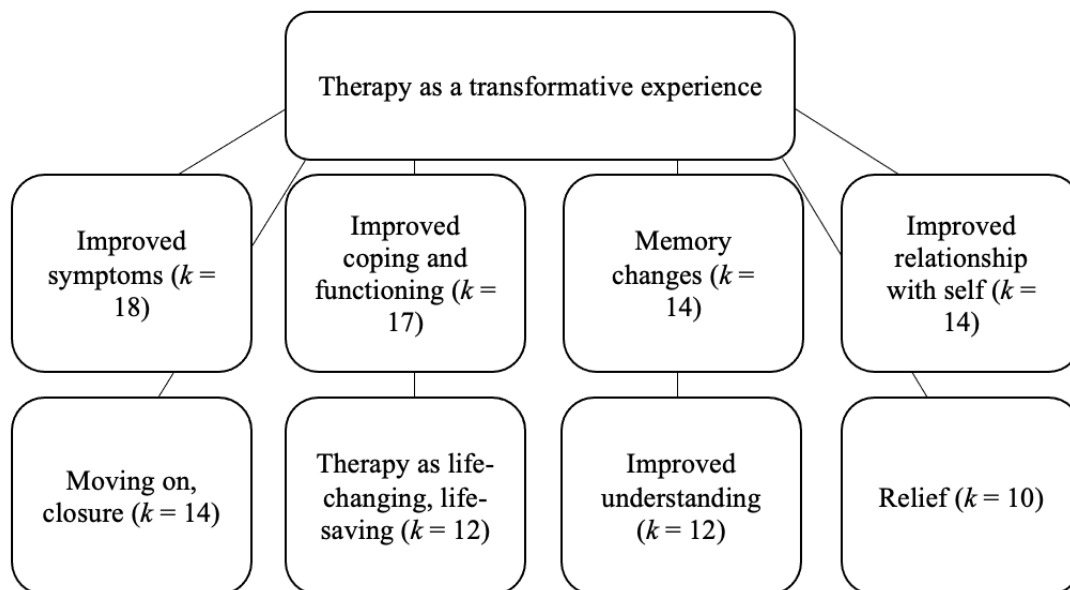 Therapy as a transformative experience
Improved
symptoms (k =
18)
Improved
coping and
functioning (k =
17)
Memory
changes (k =
14)
Improved
relationship
with self (k =
14)
Moving on,
closure (k = 14)
Therapy as life-
changing, life-
saving (k = 12)
Improved
understanding
(k = 12)
Relief (k = 10)